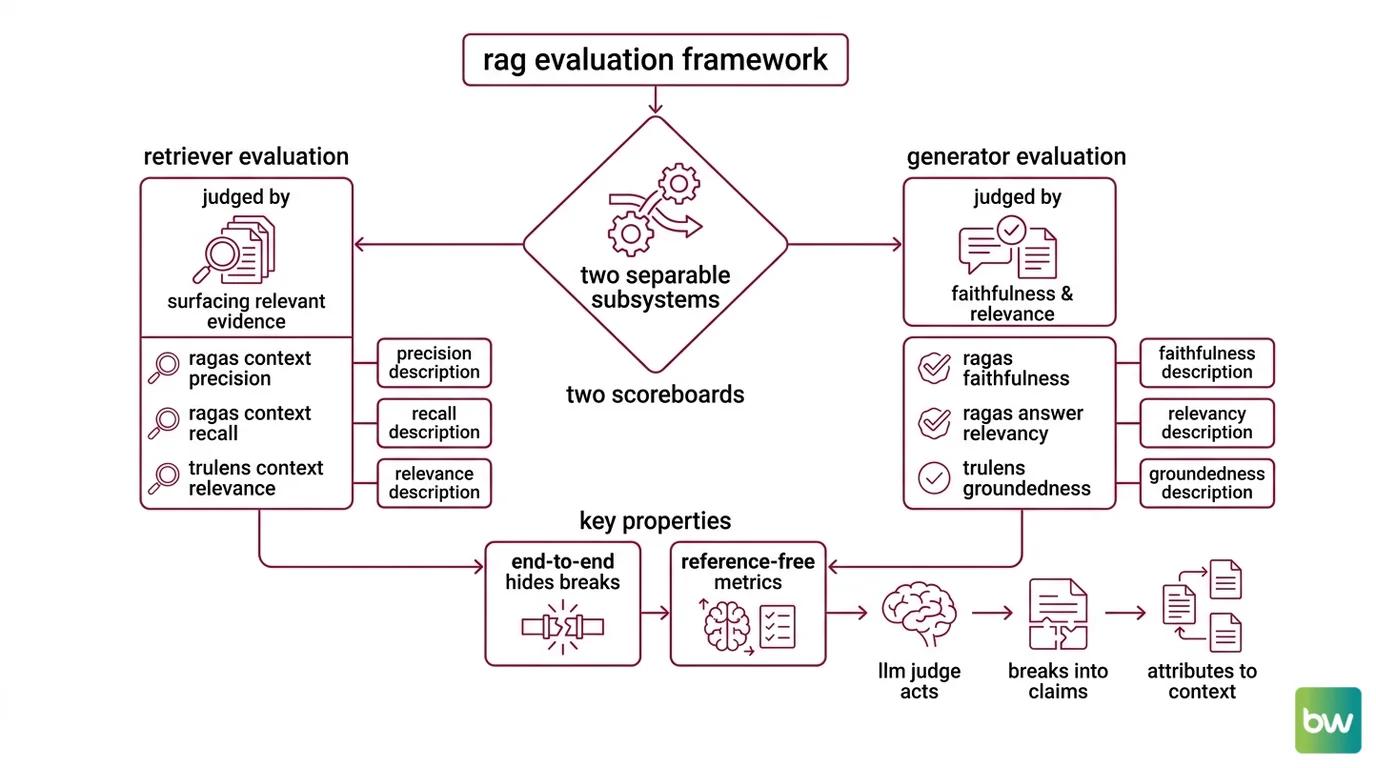 rag evaluation framework
retriever evaluation
judged by
surfacing relevant
evidence
ragas context
precision
ragas context
recall
trulens context
relevance
precision
description
recall
description
relevance
description
two separable
subsystems
two scoreboards
generator evaluation
judged by
faithfulness &
relevance
ragas
faithfulness
ragas answer
relevancy
trulens
groundedness
faithfulness
description
relevancy
description
groundedness
description
key properties
end-to-end
hides breaks
reference-free
metrics
llm judge
acts
breaks into
claims
attributes to
context
bw